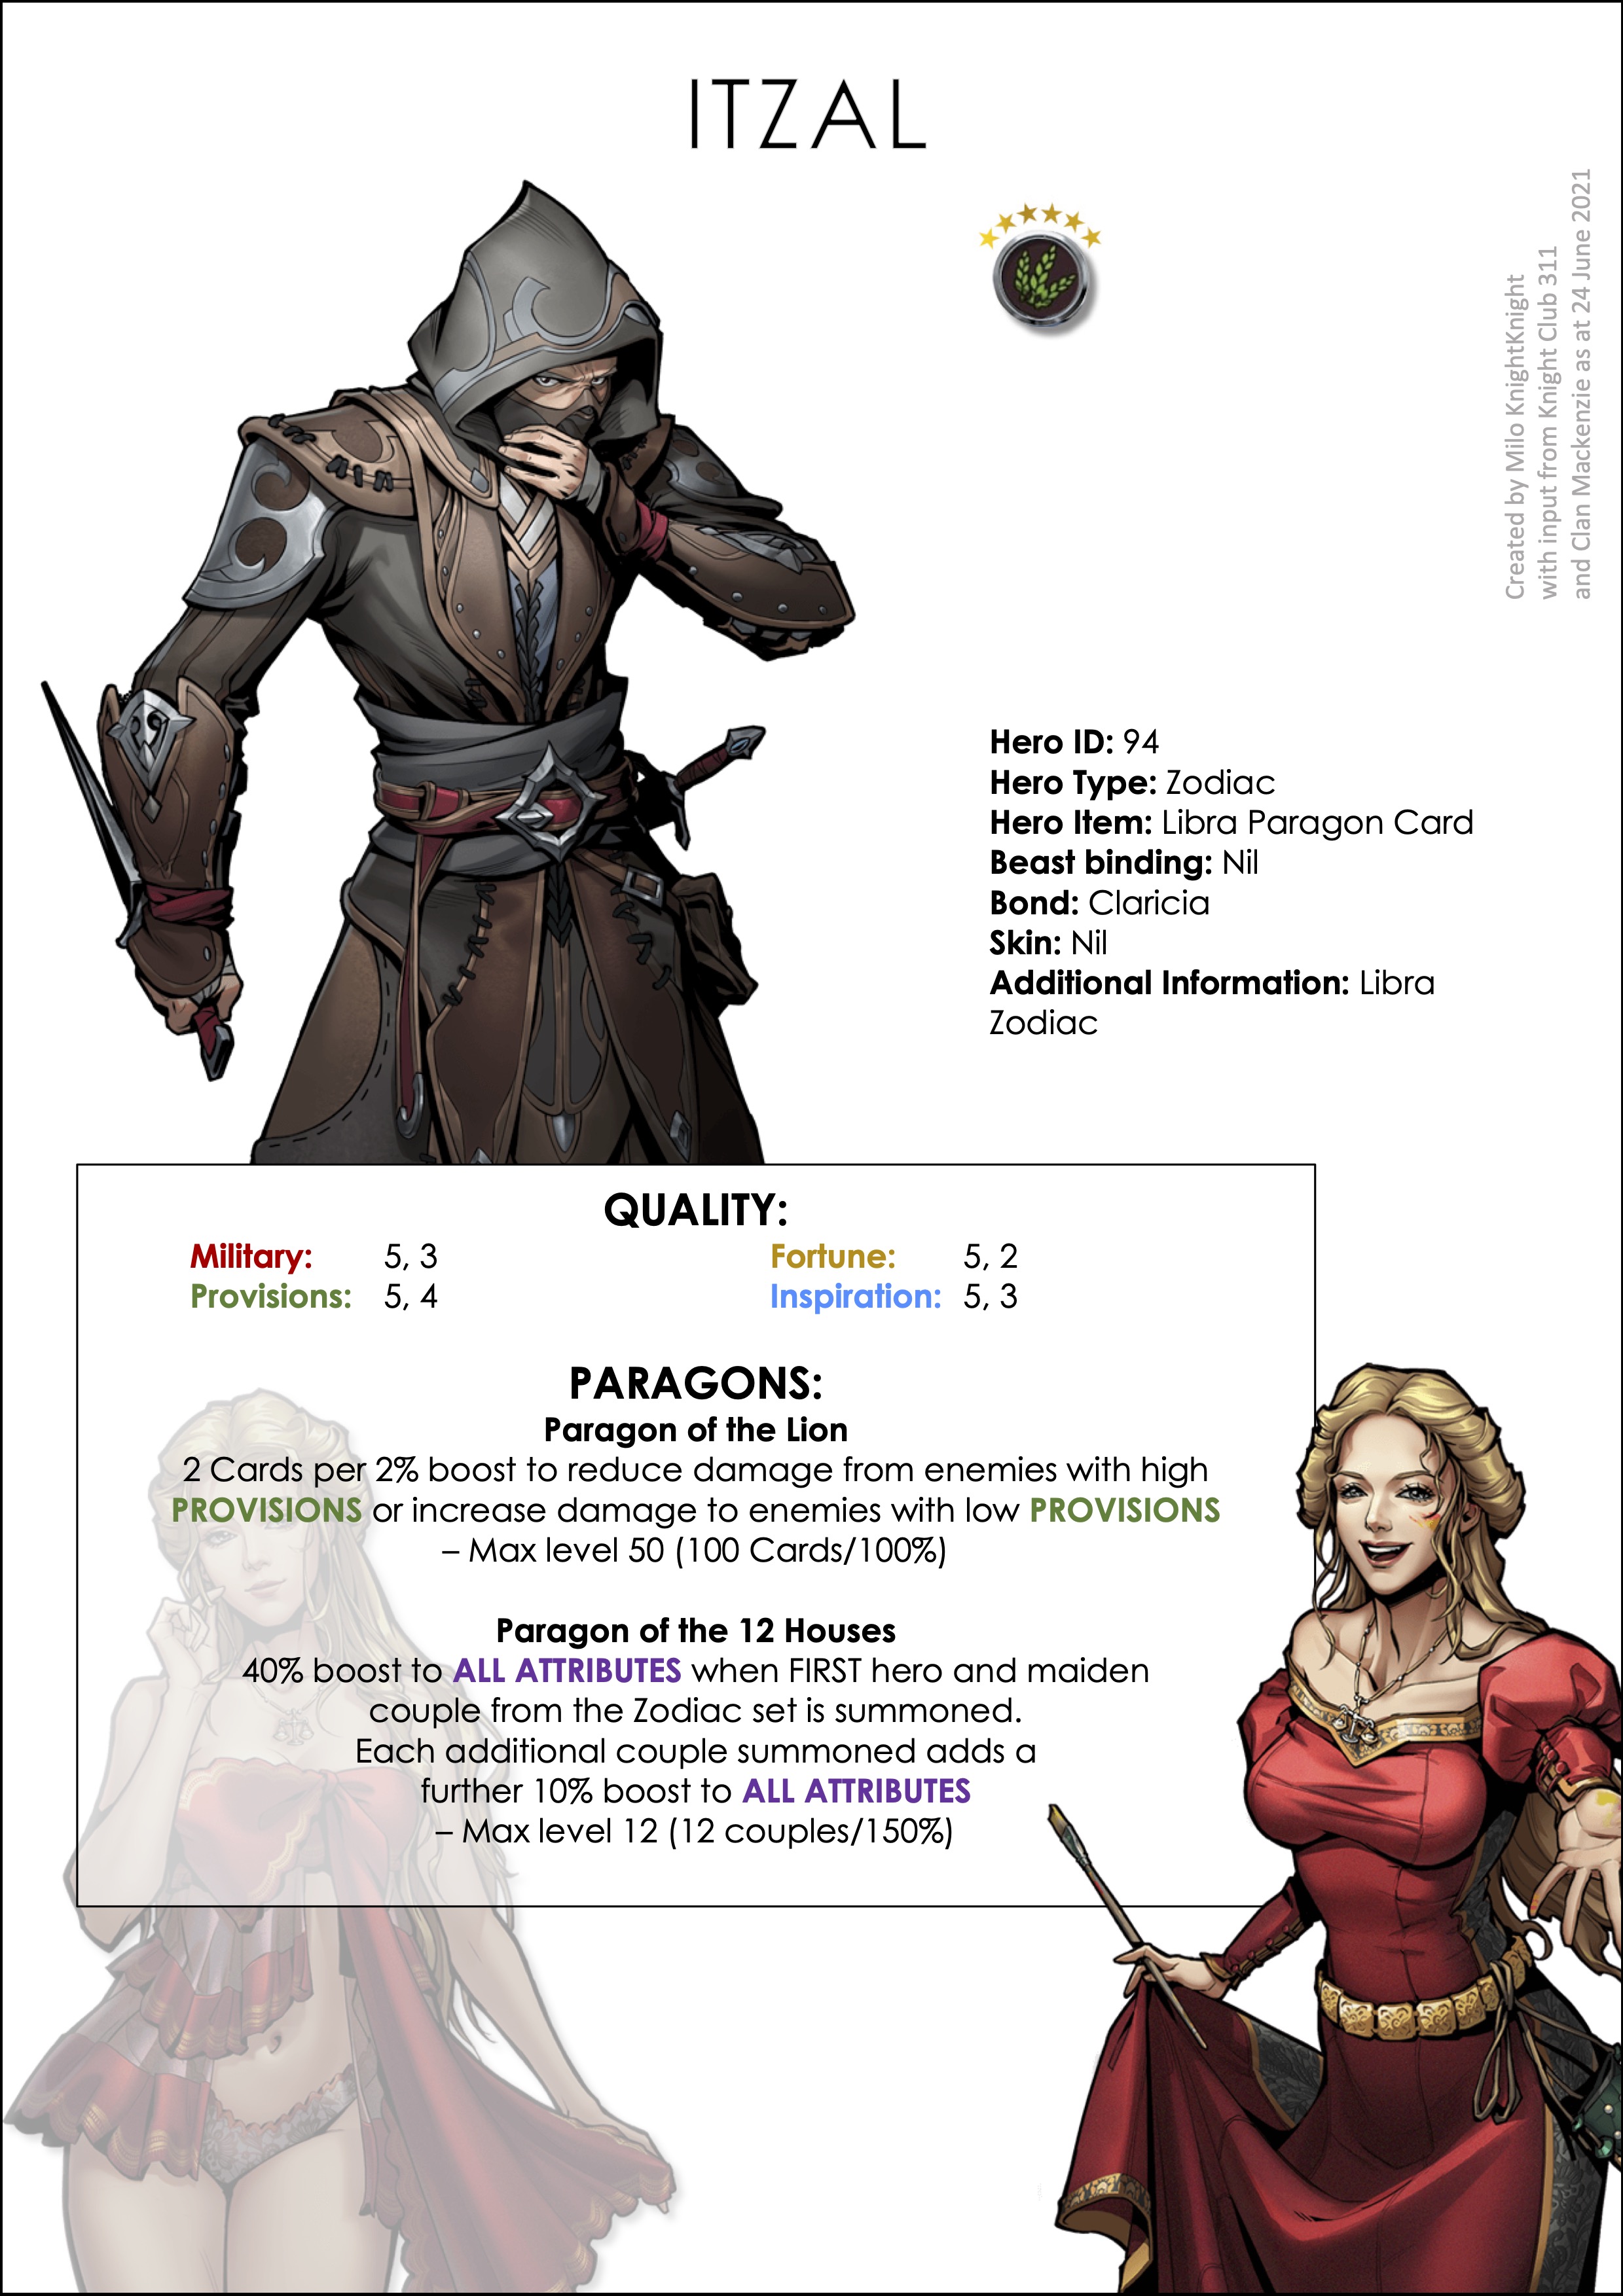 ITZAL
Created by Milo KnightKnight
with input from Knight Club 311
and Clan Mackenzie as at 24 June 2021
Hero ID: 94
Hero Type: Zodiac
Hero Item: Libra Paragon Card
Beast binding: Nil
Bond: Claricia
Skin: Nil
Additional Information: Libra
Zodiac
QUALITY:
Military: 5, 3 Fortune: 5, 2
Provisions: 5, 4 Inspiration: 5, 3
PARAGONS:
Paragon of the Lion
2 Cards per 2% boost to reduce damage from enemies with high
PROVISIONS or increase damage to enemies with low PROVISIONS
– Max level 50 (100 Cards/100%)
Paragon of the 12 Houses
40% boost to ALL ATTRIBUTES when FIRST hero and maiden
couple from the Zodiac set is summoned.
Each additional couple summoned adds a
further 10% boost to ALL ATTRIBUTES
– Max level 12 (12 couples/150%)